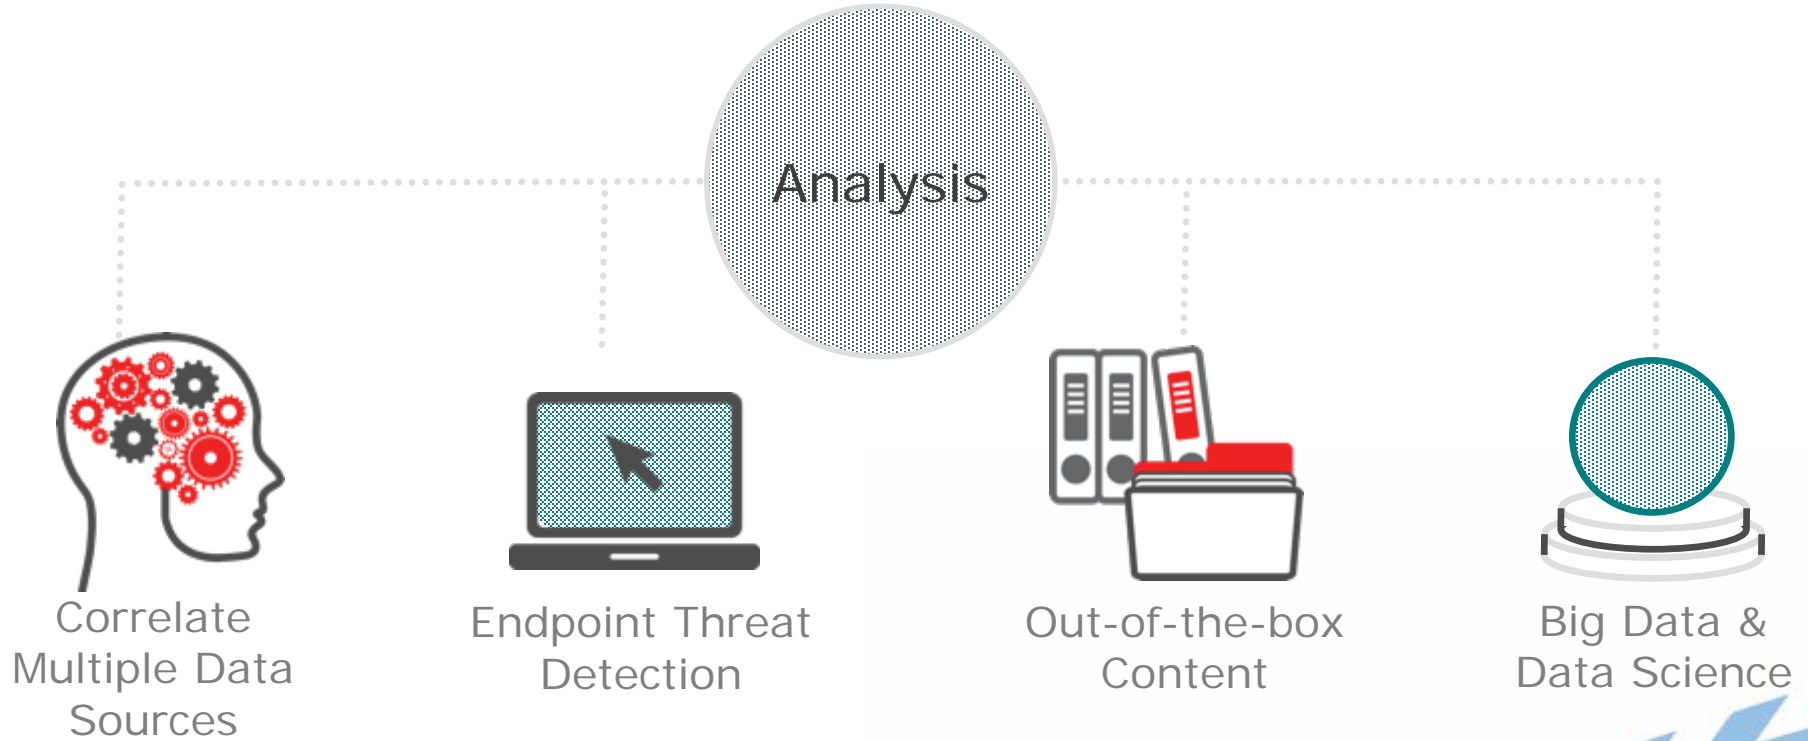 Analysis
Correlate
Multiple Data
Sources
Endpoint Threat
Detection
Out-of-the-box
Content
Big Data &
Data Science